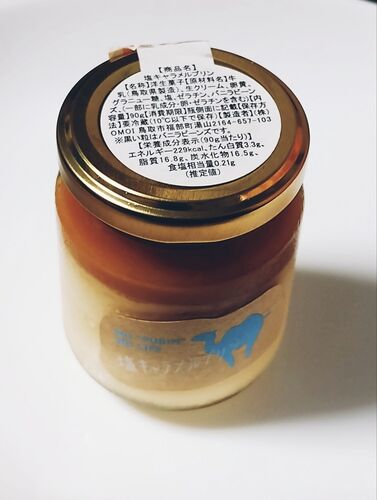 【商品名】
塩キャラメルプリン
【名称】洋生菓子【原材料名】牛
乳(鳥取県製造)、生クリーム、卵黄、
グラニュー糖、塩、ゼラチン、バニラビーン
ズ、(一部に乳成分・卵・ゼラチンを含む)【内
容量】90g【消費期限】瓶側面に記載【保存方
法】要冷蔵(10℃以下で保存)【製造者】(株)
OMOI 鳥取市福部町湯山2164-657-103
※黒い粒はバニラビーンズです。
【栄養成分表示(90g当たり)】
エネルギー229kcal、たん白質3.3g、
脂質16.8g、炭水化物16.5g、
食塩相当量0.21g
(推定値)
塩キャラメル